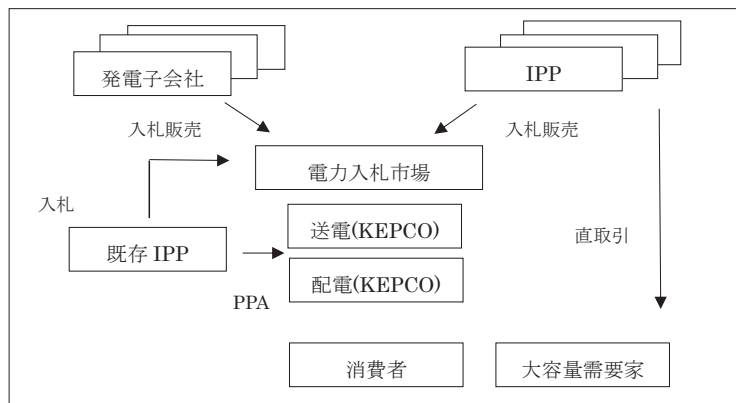 発電子会社
IPP
入札販売
入札販売
電力入札市場
入札
送電(KEPCO)
既存 IPP
直取引
配電(KEPCO)
PPA
消費者
大容量需要家